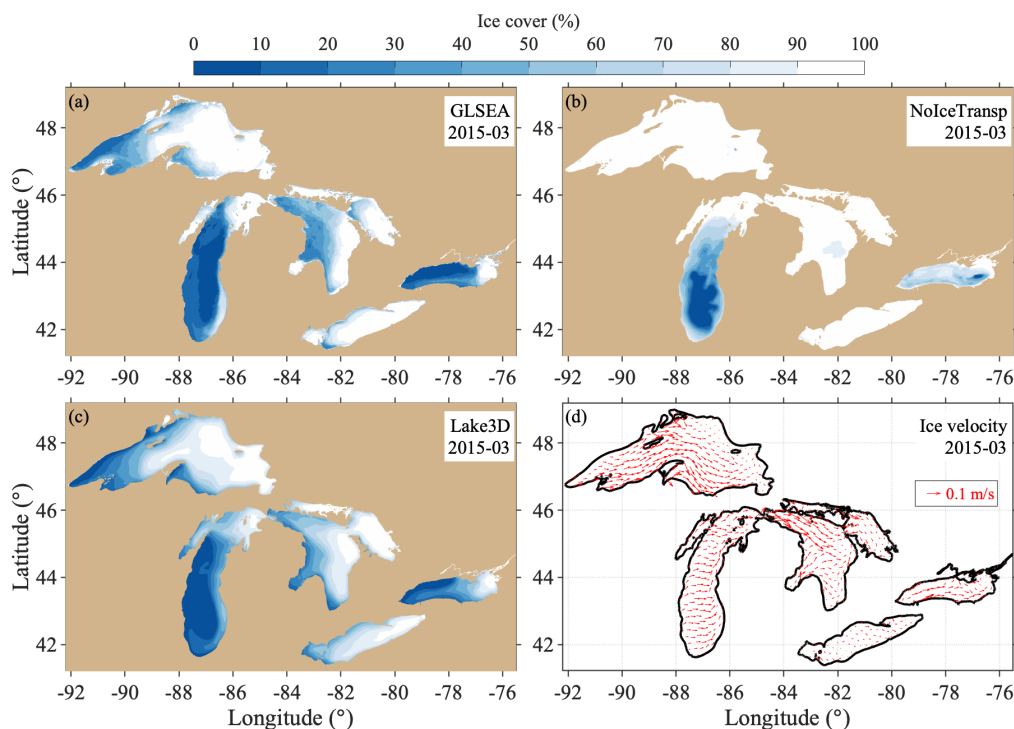 Ice cover (%)
0 10 20 30 40 50 60 75 90 100
(a) GLSEA
2015-03
48
46
44
42
Latitude (°)
-92 -90 -88 -86 -84 -82 -80 -78 -76
(b) NoIceTransp
2015-03
48
46
44
42
-92 -90 -88 -86 -84 -82 -80 -78 -76
(c) Lake3D
2015-03
48
46
44
42
Latitude (°)
-92 -90 -88 -86 -84 -82 -80 -78 -76
Longitude (°)
(d) Ice velocity
2015-03
0.1 m/s
48
46
44
42
-92 -90 -88 -86 -84 -82 -80 -78 -76
Longitude (°)